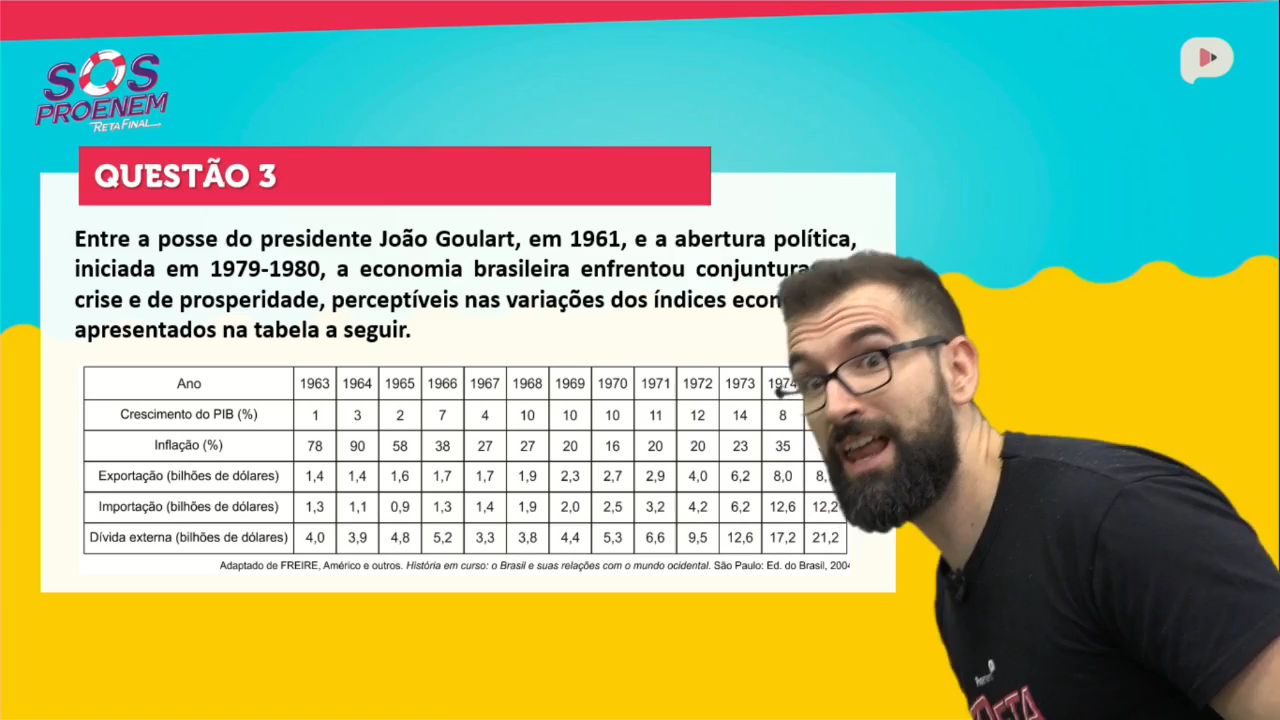 SOS
PROENEM
RETA FINAL
QUESTÃO 3
Entre a posse do presidente João Goulart, em 1961, e a abertura política,
iniciada em 1979-1980, a economia brasileira enfrentou
crise e de prosperidade, perceptíveis nas variações dos índices
apresentados na tabela a seguir.
Ano 1963 1964 1965 1966 1967 1968 1969 1970 1971 1972 1973 1974
Crescimento do PIB (%) 1 3 2 7 4 10 10 10 11 12 14 8
Inflação (%) 78 90 58 38 27 27 20 16 20 20 23 35
Exportação (bilhões de dólares) 1,4 1,4 1,6 1,7 1,7 1,9 2,3 2,7 2,9 4,0 6,2 8,0
Importação (bilhões de dólares) 1,3 1,1 0,9 1,3 1,4 1,9 2,0 2,5 3,2 4,2 6,2 12,6 12,2
Dívida externa (bilhões de dólares) 4,0 3,9 4,8 5,2 3,3 3,8 4,4 5,3 6,6 9,5 12,6 17,2 21,2
Adaptado de FREIRE, Américo e outros. História em curso: o Brasil e suas relações com o mundo ocidental. São Paulo: Ed. do Brasil, 2004
RETA